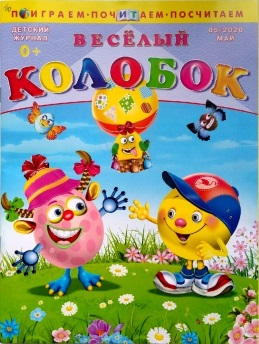 ПОИГРАЕМ•ПОЧИТАЕМ•ПОСЧИТАЕМ
ДЕТСКИЙ
ЖУРНАЛ
0+
ВЕСЁЛЫЙ
05•2020
МАЙ
КОЛОБОК